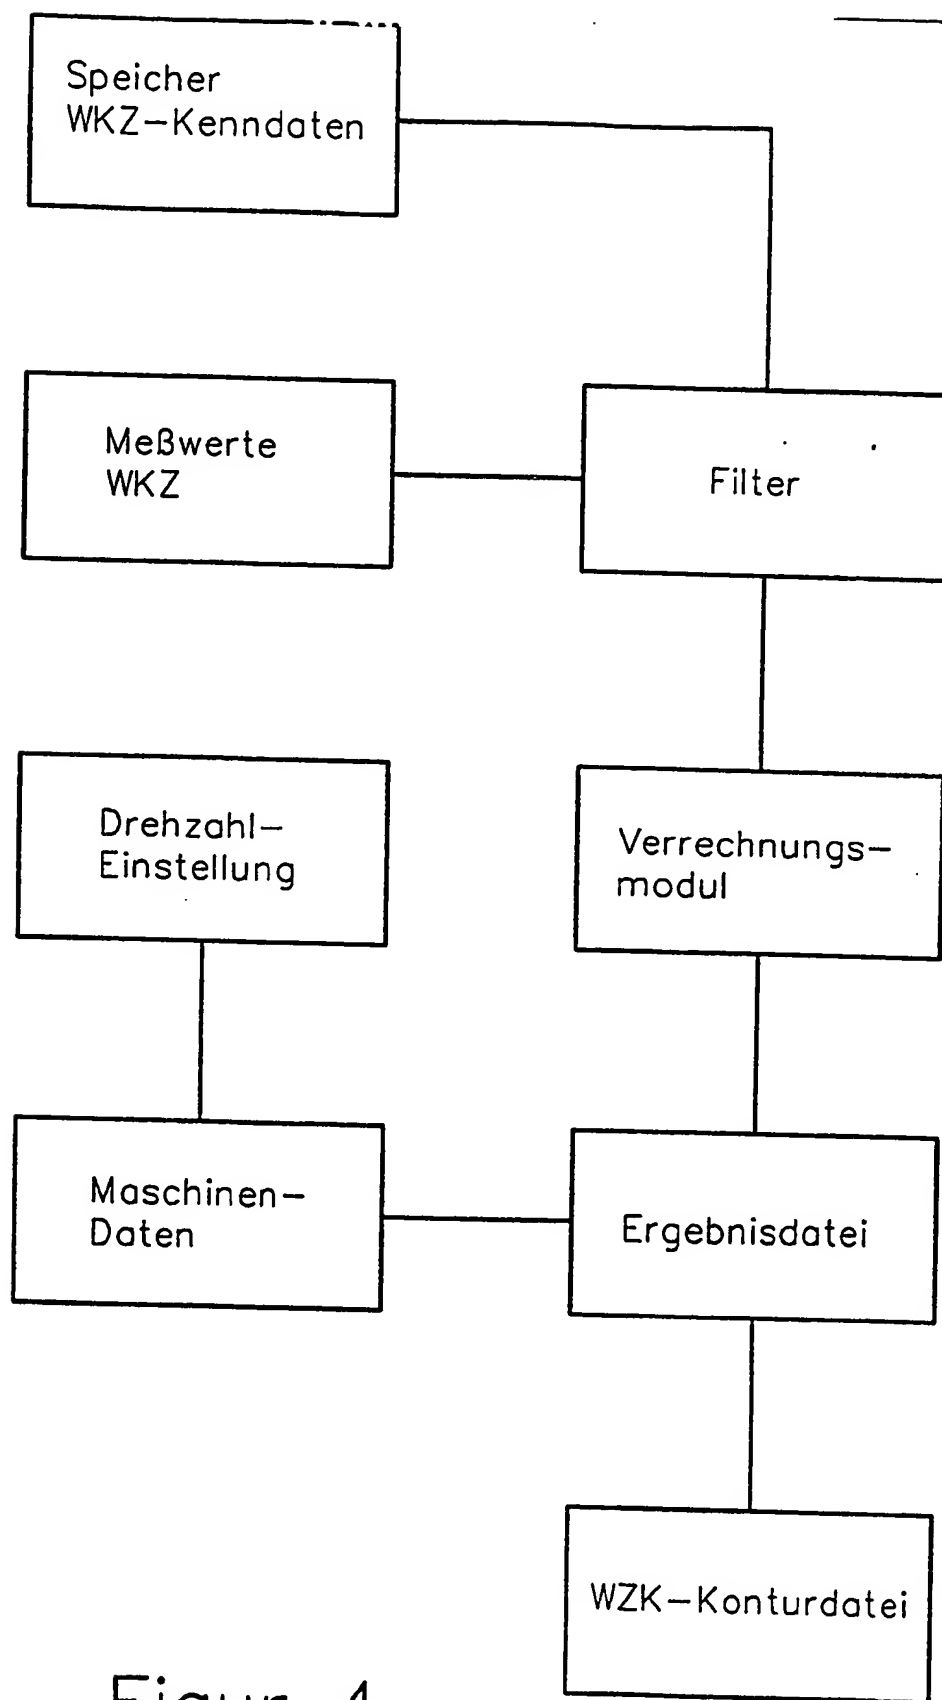 Speicher
WKZ-Kenndaten
Meßwerte
WKZ
Filter
Drehzahl-
Einstellung
Verrechnungs-
modul
Maschinen-
Daten
Ergebnisdatei
WZK-Konturdatei
Figur 4